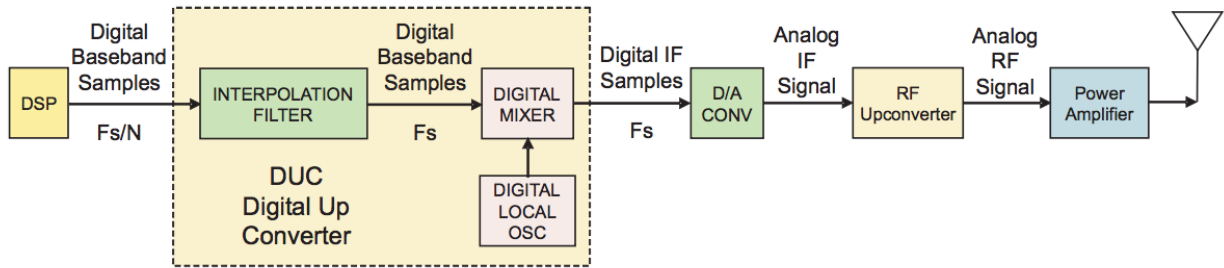 DSP
Digital
Baseband
Samples
Fs/N
INTERPOLATION
FILTER
DUC
Digital Up
Converter
Digital
Baseband
Samples
Fs
DIGITAL
MIXER
DIGITAL
LOCAL
OSC
Digital IF
Samples
Fs
D/A
CONV
Analog
IF
Signal
RF
Upconverter
Analog
RF
Signal
Power
Amplifier